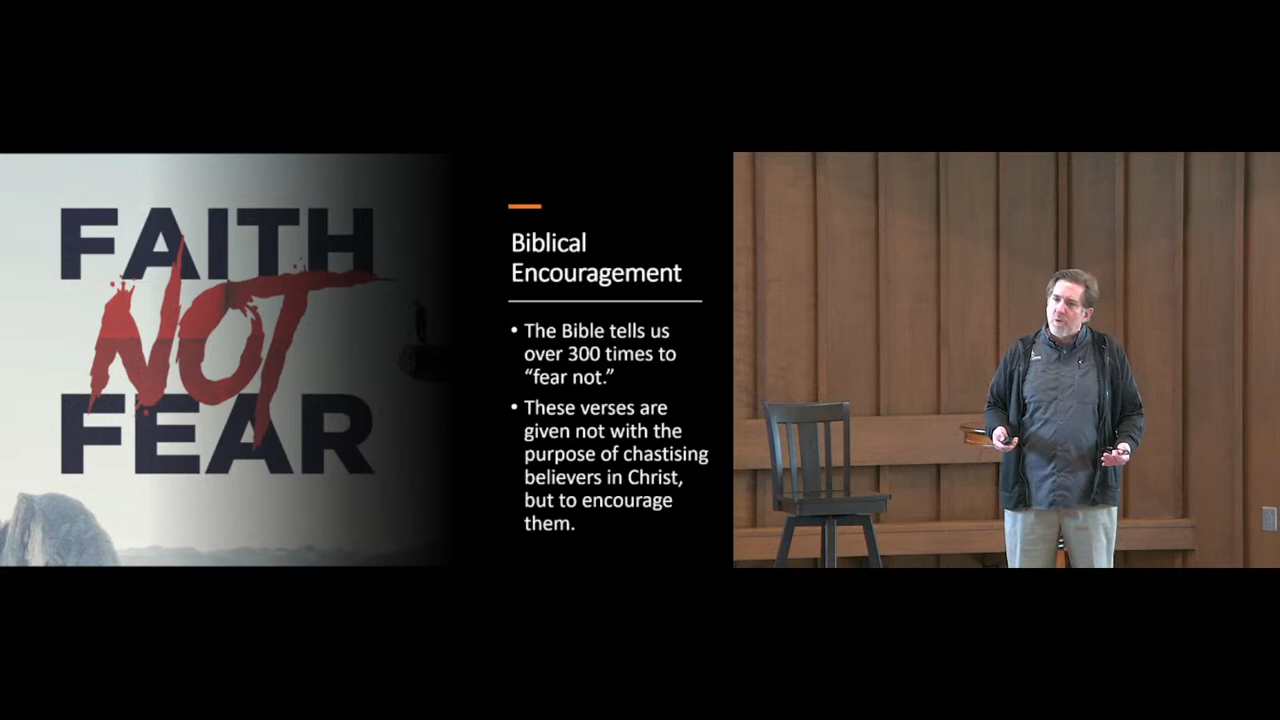 FAITH
NOT
FEAR
Biblical
Encouragement
• The Bible tells us
over 300 times to
“fear not.”
• These verses are
given not with the
purpose of chastising
believers in Christ,
but to encourage
them.